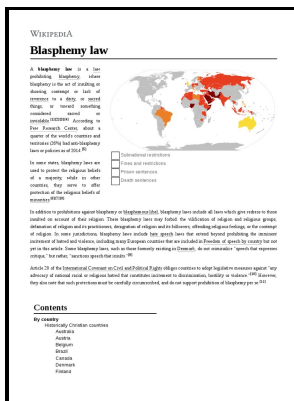 WIKIPEDIA
Blasphemy law
A blasphemy law is a law
prohibiting blasphemy, where
blasphemy is the act of insulting or
showing contempt or lack of
reverence to a deity, or sacred
things, or toward something
considered sacred or
inviolable.[1][2][3][4] According to
Pew Research Center, about a
quarter of the world's countries and
territories (26%) had anti-blasphemy
laws or policies as of 2014.[5]
In some states, blasphemy laws are
used to protect the religious beliefs
of a majority, while in other
countries, they serve to offer
protection of the religious beliefs of
minorities.[6][7][8]
Subnational restrictions
Fines and restrictions
Prison sentences
Death sentences
In addition to prohibitions against blasphemy or blasphemous libel, blasphemy laws include all laws which give redress to those
insulted on account of their religion. These blasphemy laws may forbid: the vilification of religion and religious groups,
defamation of religion and its practitioners, denigration of religion and its followers, offending religious feelings, or the contempt
of religion. In some jurisdictions, blasphemy laws include hate speech laws that extend beyond prohibiting the imminent
incitement of hatred and violence, including many European countries that are included in Freedom of speech by country but not
yet in this article. Some blasphemy laws, such as those formerly existing in Denmark, do not criminalize "speech that expresses
critique," but rather, "sanctions speech that insults."[9]
Article 20 of the International Covenant on Civil and Political Rights obliges countries to adopt legislative measures against "any
advocacy of national racial or religious hatred that constitutes incitement to discrimination, hostility or violence."[10] However,
they also note that such protections must be carefully circumscribed, and do not support prohibition of blasphemy per se.[11]
Contents
By country
Historically Christian countries
Australia
Austria
Belgium
Brazil
Canada
Denmark
Finland